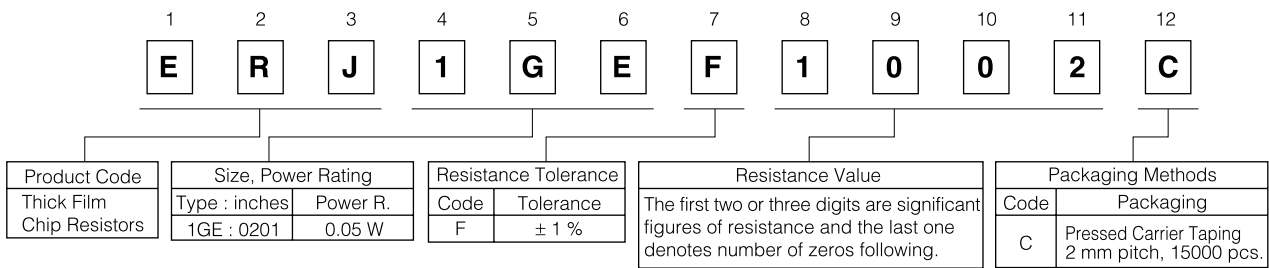 1 2 3 4 5 6 7 8 9 10 11 12
E R J 1 G E F 1 0 0 2 C
Product Code
Thick Film
Chip Resistors
Size, Power Rating
Type : inches Power R.
1GE : 0201 0.05 W
Resistance Tolerance
Code Tolerance
F ± 1 %
Resistance Value
The first two or three digits are significant
figures of resistance and the last one
denotes number of zeros following.
Packaging Methods
Code Packaging
C Pressed Carrier Taping
2 mm pitch, 15000 pcs.